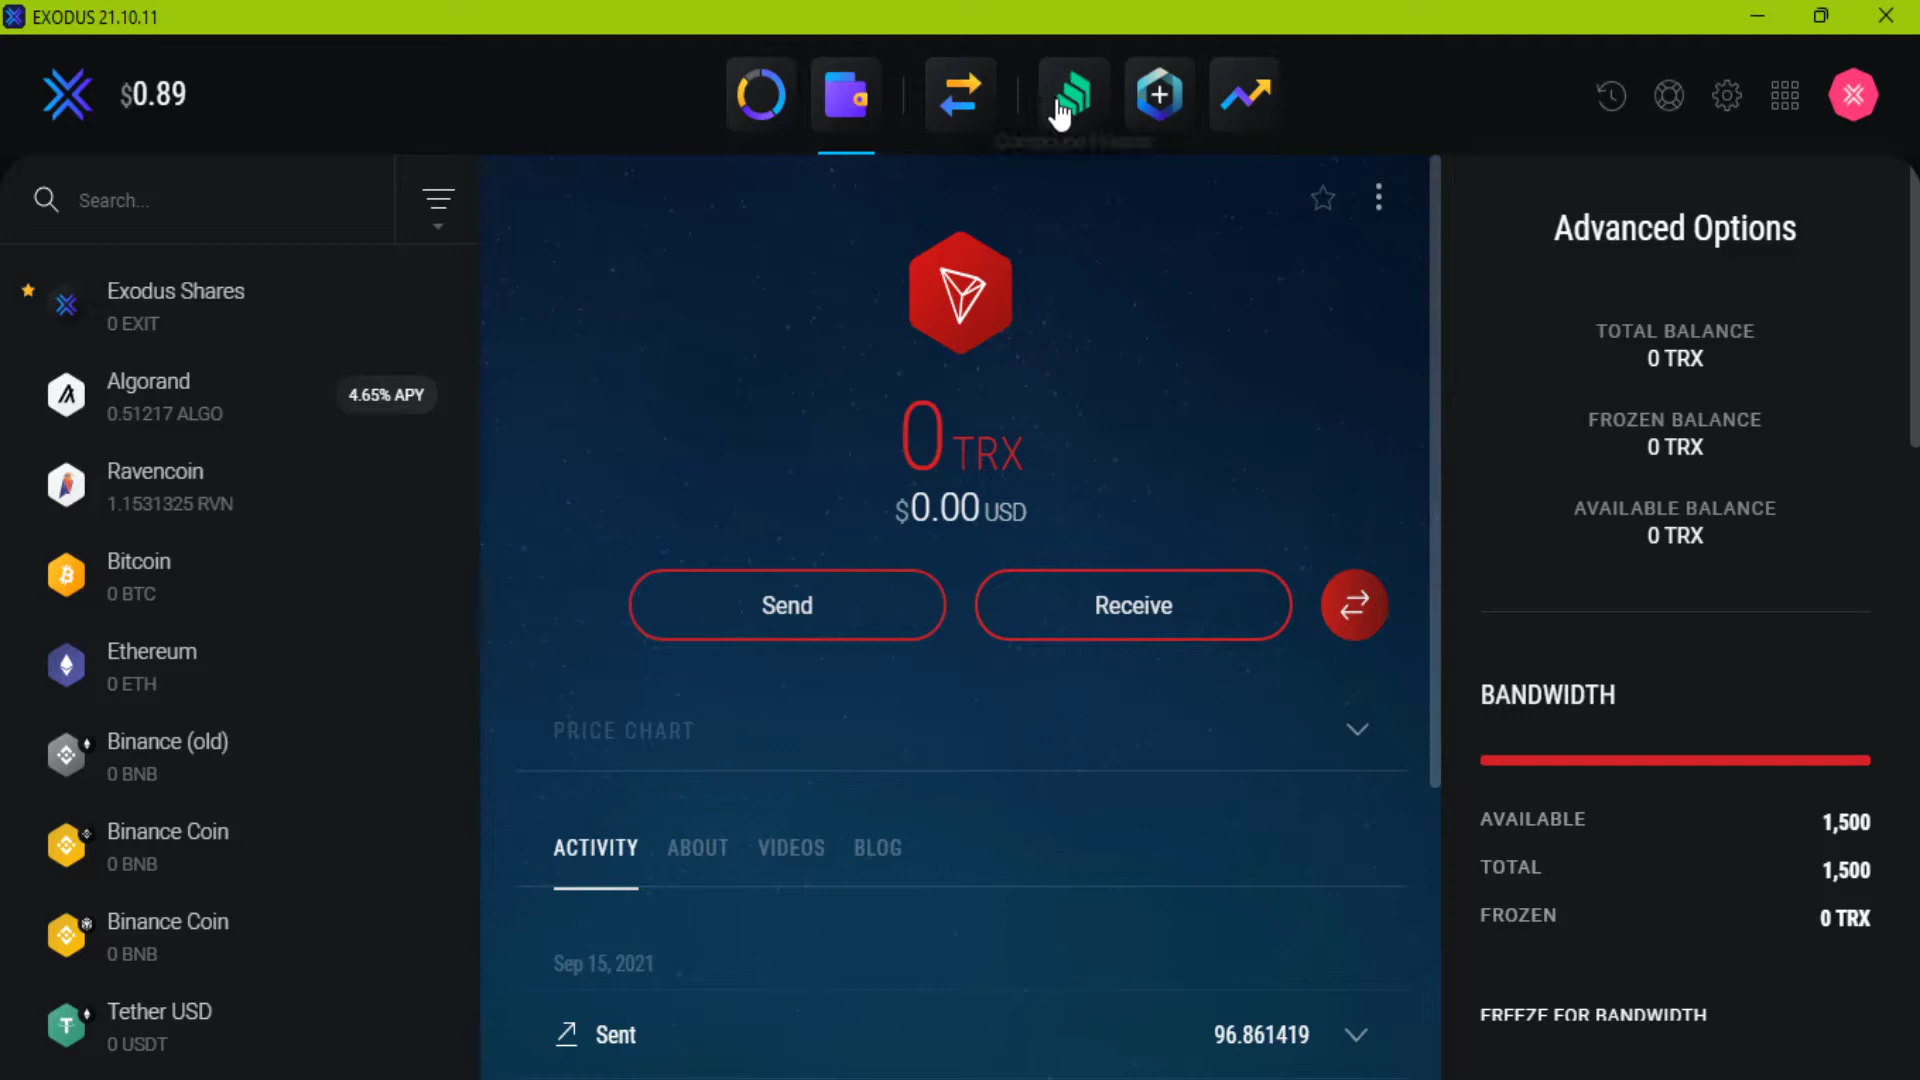 EXODUS 21.10.11
$0.89
Search...
Exodus Shares
0 EXIT
Algorand
0.51217 ALGO
4.65% APY
Ravencoin
1.1531325 RVN
Bitcoin
0 BTC
Ethereum
0 ETH
Binance (old)
0 BNB
Binance Coin
0 BNB
Binance Coin
0 BNB
Tether USD
0 USDT
0 TRX
$0.00 USD
Send
Receive
PRICE CHART
ACTIVITY
ABOUT
VIDEOS
BLOG
Sep 15, 2021
Sent
96.861419
Advanced Options
TOTAL BALANCE
0 TRX
FROZEN BALANCE
0 TRX
AVAILABLE BALANCE
0 TRX
BANDWIDTH
AVAILABLE
1,500
TOTAL
1,500
FROZEN
0 TRX
FREEZE FOR BANDWIDTH